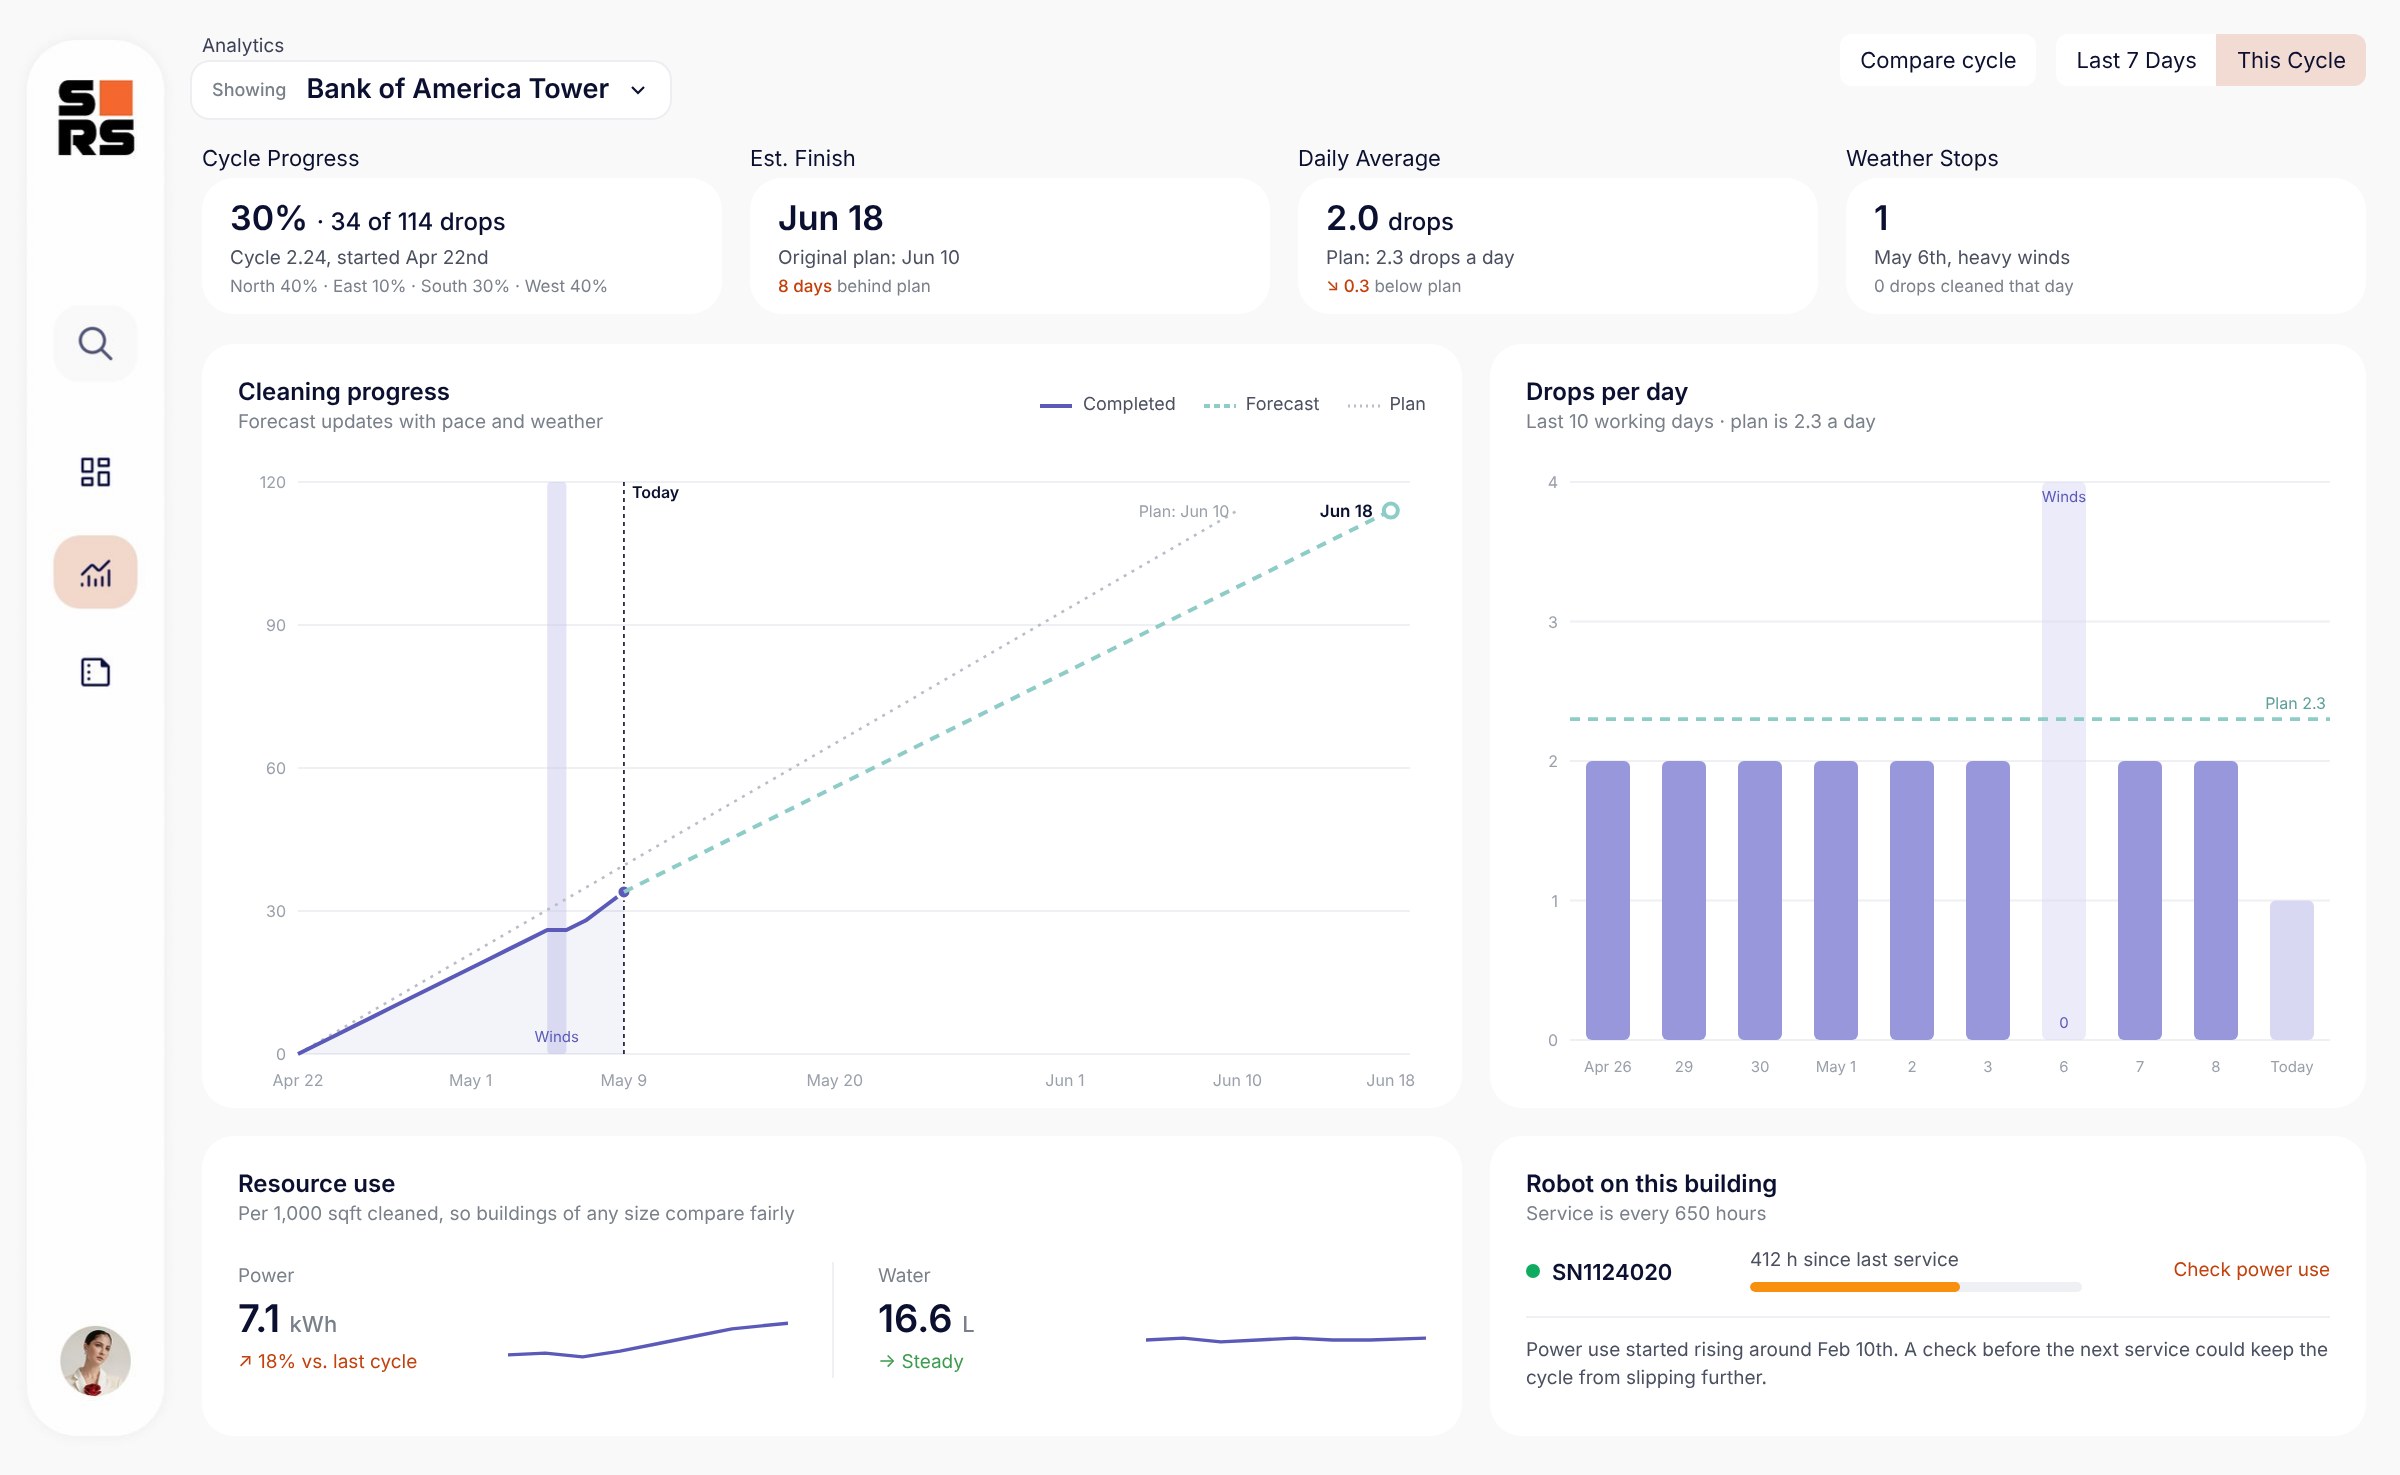 SRS
Analytics
Showing Bank of America Tower
Compare cycle
Last 7 Days
This Cycle
Cycle Progress
30% · 34 of 114 drops
Cycle 2.24, started Apr 22nd
North 40% · East 10% · South 30% · West 40%
Est. Finish
Jun 18
Original plan: Jun 10
8 days behind plan
Daily Average
2.0 drops
Plan: 2.3 drops a day
↘ 0.3 below plan
Weather Stops
1
May 6th, heavy winds
0 drops cleaned that day
Cleaning progress
Forecast updates with pace and weather
Completed
Forecast
Plan
120
90
60
30
0
Today
Plan: Jun 10
Jun 18
Winds
Apr 22
May 1
May 9
May 20
Jun 1
Jun 10
Jun 18
Drops per day
Last 10 working days · plan is 2.3 a day
4
3
2
1
0
Winds
Plan 2.3
0
Apr 26
29
30
May 1
2
3
6
7
8
Today
Resource use
Per 1,000 sqft cleaned, so buildings of any size compare fairly
Power
7.1 kWh
↗ 18% vs. last cycle
Water
16.6 L
→ Steady
Robot on this building
Service is every 650 hours
SN1124020
412 h since last service
Check power use
Power use started rising around Feb 10th. A check before the next service could keep the
cycle from slipping further.